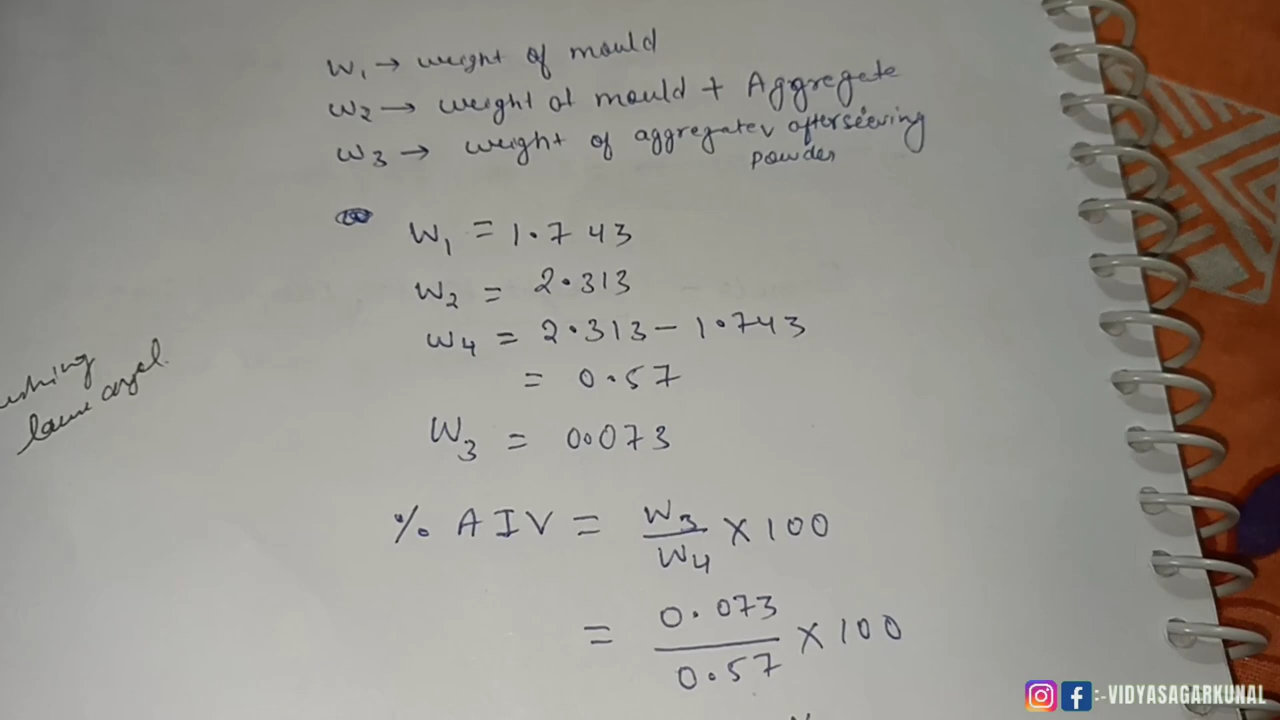 W1 → weight of mould
W2 → weight of mould + Aggregate
W3 → weight of aggregate afterseeving
powder
W1 = 1.743
W2 = 2.313
W4 = 2.313 - 1.743
= 0.57
W3 = 0.073
% AIV = W3/W4 × 100
= 0.073/0.57 × 100
:-VIDYASAGARKUNAL